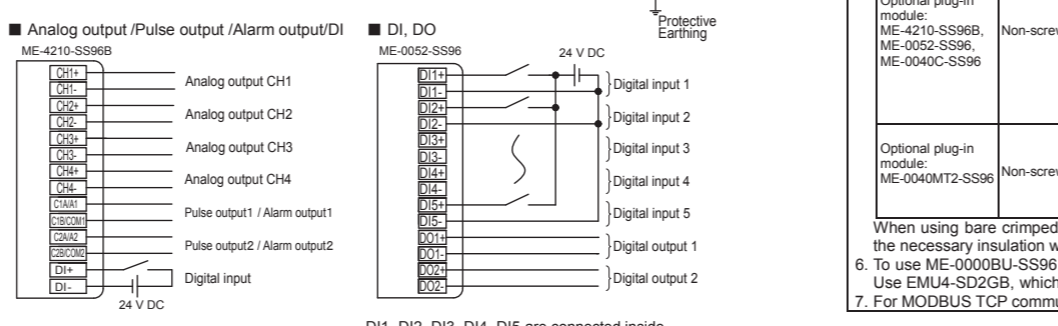 Protective
Earthing
■ Analog output /Pulse output /Alarm output/DI
ME-4210-SS96B
CH1+
CH1-
CH2+
CH2-
CH3+
CH3-
CH4+
CH4-
C1A/A1
C1B/COM1
C2A/A2
C2B/COM2
DI+
DI-
Analog output CH1
Analog output CH2
Analog output CH3
Analog output CH4
Pulse output1 / Alarm output1
Pulse output2 / Alarm output2
Digital input
24 V DC
■ DI, DO
ME-0052-SS96
24 V DC
DI1+
DI1-
DI2+
DI2-
DI3+
DI3-
DI4+
DI4-
DI5+
DI5-
DO1+
DO1-
DO2+
DO2-
Digital input 1
Digital input 2
Digital input 3
Digital input 4
Digital input 5
Digital output 1
Digital output 2
DI1, DI2, DI3, DI4, DI5 are connected inside
Optional plug-in
module:
ME-4210-SS96B,
ME-0052-SS96,
ME-0040C-SS96
Non-screw
Optional plug-in
module:
ME-0040MT2-SS96
Non-screw
When using bare crimped
the necessary insulation
6. To use ME-0000BU-SS96
Use EMU4-SD2GB, which
7. For MODBUS TCP